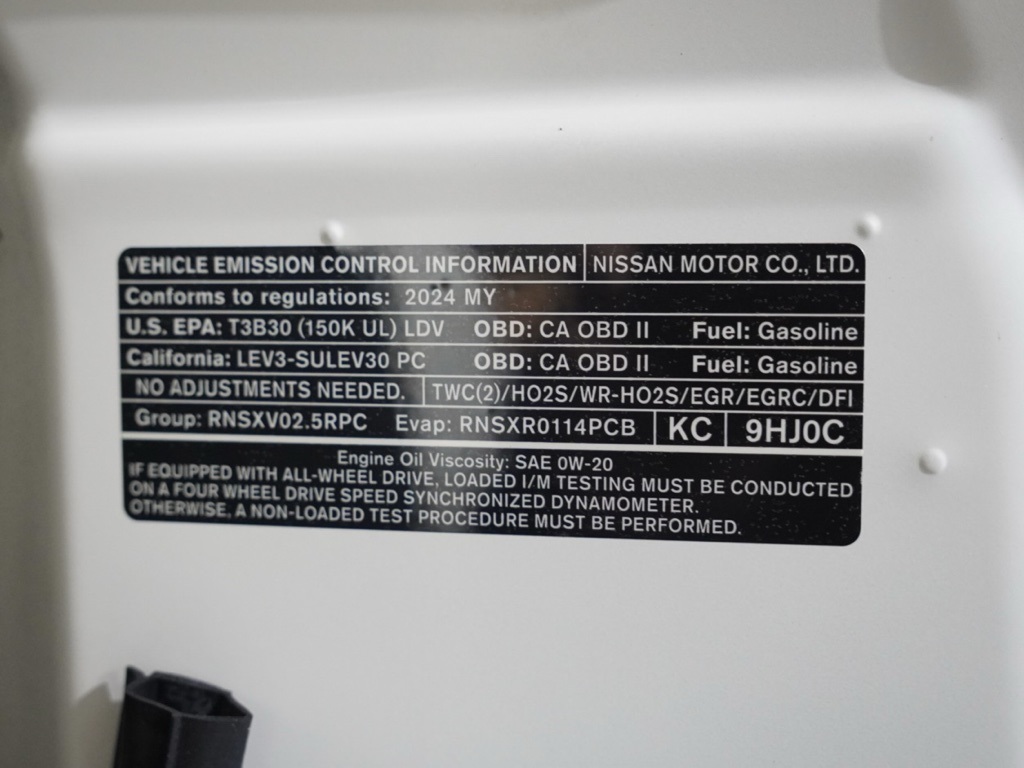 VEHICLE EMISSION CONTROL INFORMATION NISSAN MOTOR CO., LTD.
Conforms to regulations: 2024 MY
U.S. EPA: T3B30 (150K UL) LDV OBD: CA OBD II Fuel: Gasoline
California: LEV3-SULEV30 PC OBD: CA OBD II Fuel: Gasoline
NO ADJUSTMENTS NEEDED. TWC(2)/HO2S/WR-HO2S/EGR/EGRC/DFI
Group: RNSXV02.5RPC Evap: RNSXR0114PCB KC 9HJ0C
Engine Oil Viscosity: SAE 0W-20
IF EQUIPPED WITH ALL-WHEEL DRIVE, LOADED I/M TESTING MUST BE CONDUCTED
ON A FOUR WHEEL DRIVE SPEED SYNCHRONIZED DYNAMOMETER.
OTHERWISE, A NON-LOADED TEST PROCEDURE MUST BE PERFORMED.